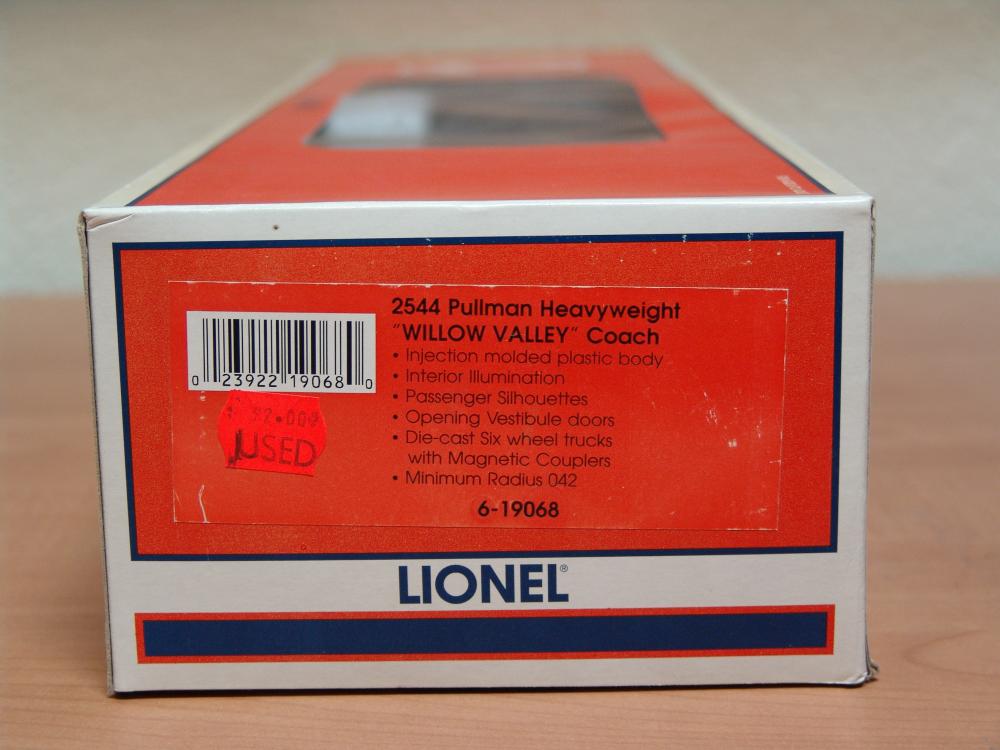 2544 Pullman Heavyweight
"WILLOW VALLEY" Coach
• Injection molded plastic body
• Interior Illumination
• Passenger Silhouettes
• Opening Vestibule doors
• Die-cast Six wheel trucks
with Magnetic Couplers
• Minimum Radius 042
6-19068
0 23922 19068 0
USED
LIONEL®